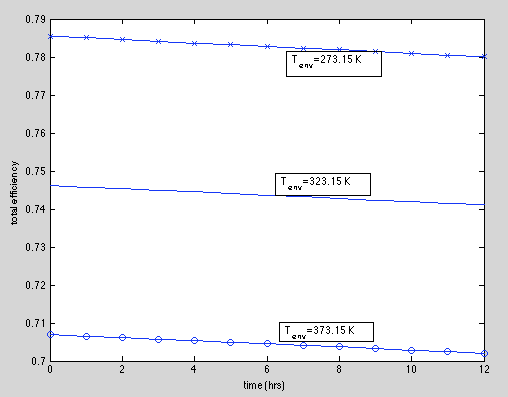 0.79
0.78
0.77
0.76
0.75
0.74
0.73
0.72
0.71
0.7
total efficiency
T env=273.15 K
T env=323.15 K
T env=373.15 K
0 2 4 6 8 10 12
time (hrs)